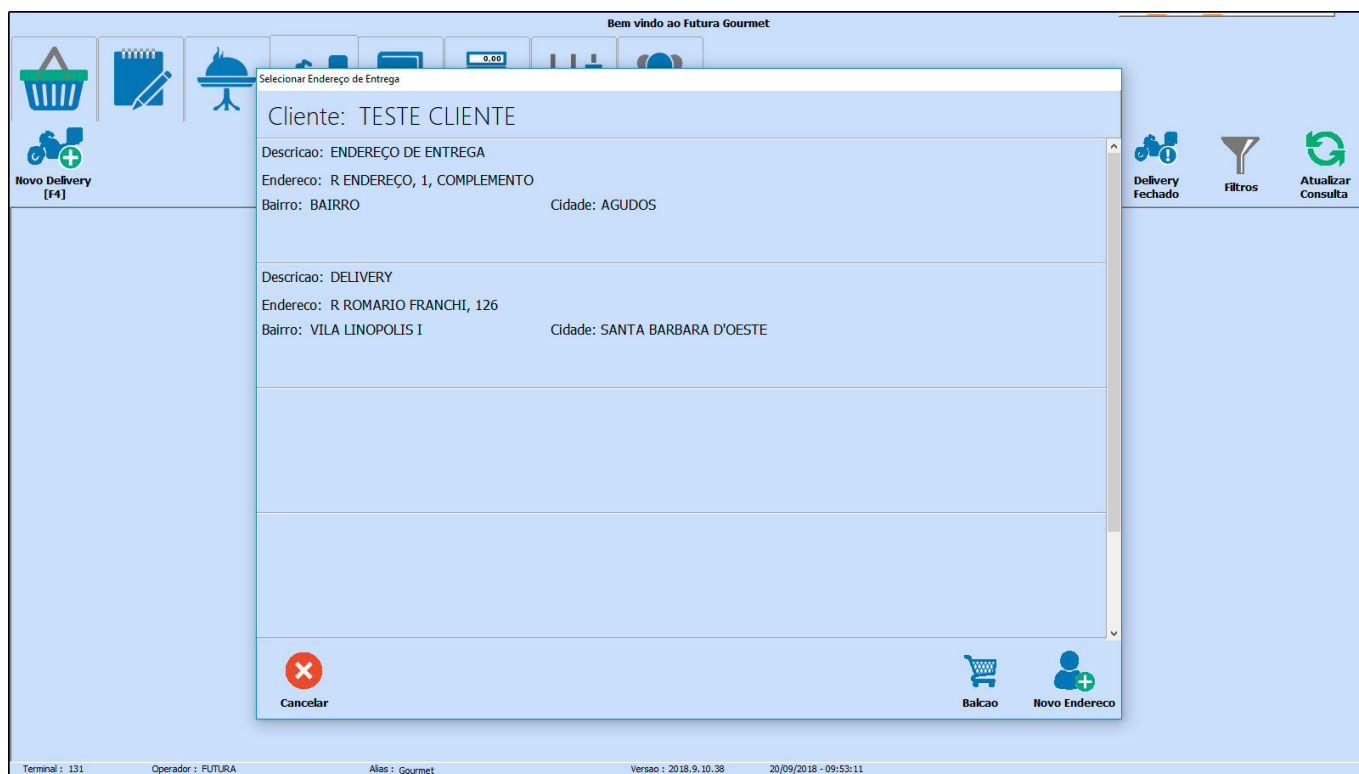 Bem vindo ao Futura Gourmet
0,00
Selecionar Endereço de Entrega
Cliente: TESTE CLIENTE
Descricao: ENDEREÇO DE ENTREGA
Endereco: R ENDEREÇO, 1, COMPLEMENTO
Bairro: BAIRRO Cidade: AGUDOS
Descricao: DELIVERY
Endereco: R ROMARIO FRANCHI, 126
Bairro: VILA LINOPOLIS I Cidade: SANTA BARBARA D'OESTE
Novo Delivery
[F4]
Delivery
Fechado
Filtros
Atualizar
Consulta
Cancelar
Balcao
Novo Endereco
Terminal : 131 Operador : FUTURA Alias : Gourmet Versao : 2018.9.10.38 20/09/2018 - 09:53:11